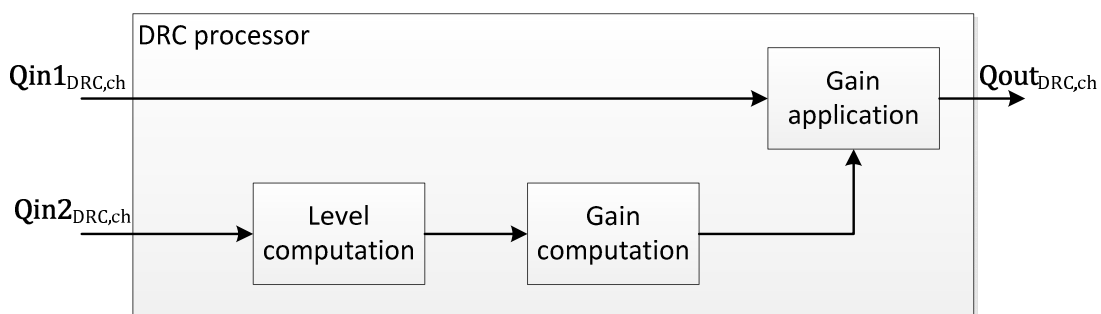 DRC processor
Qin1DRC,ch
Gain
application
QoutDRC,ch
Qin2DRC,ch
Level
computation
Gain
computation